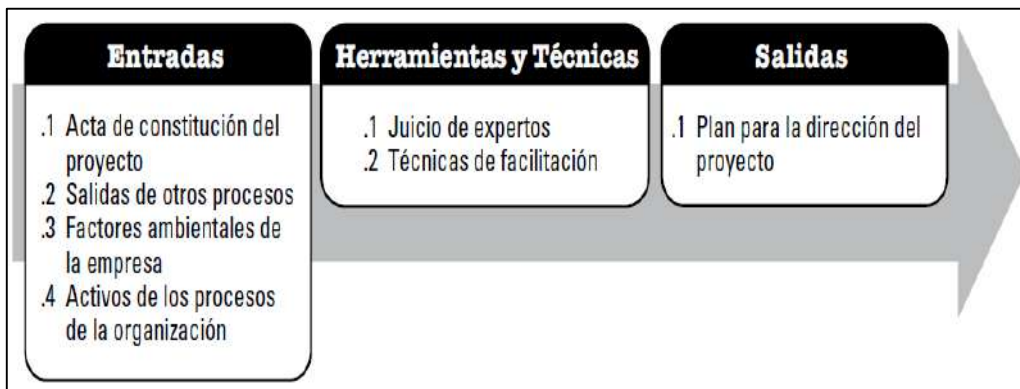 Entradas
.1 Acta de constitución del
proyecto
.2 Salidas de otros procesos
.3 Factores ambientales de
la empresa
.4 Activos de los procesos
de la organización
Herramientas y Técnicas
.1 Juicio de expertos
.2 Técnicas de facilitación
Salidas
.1 Plan para la dirección del
proyecto